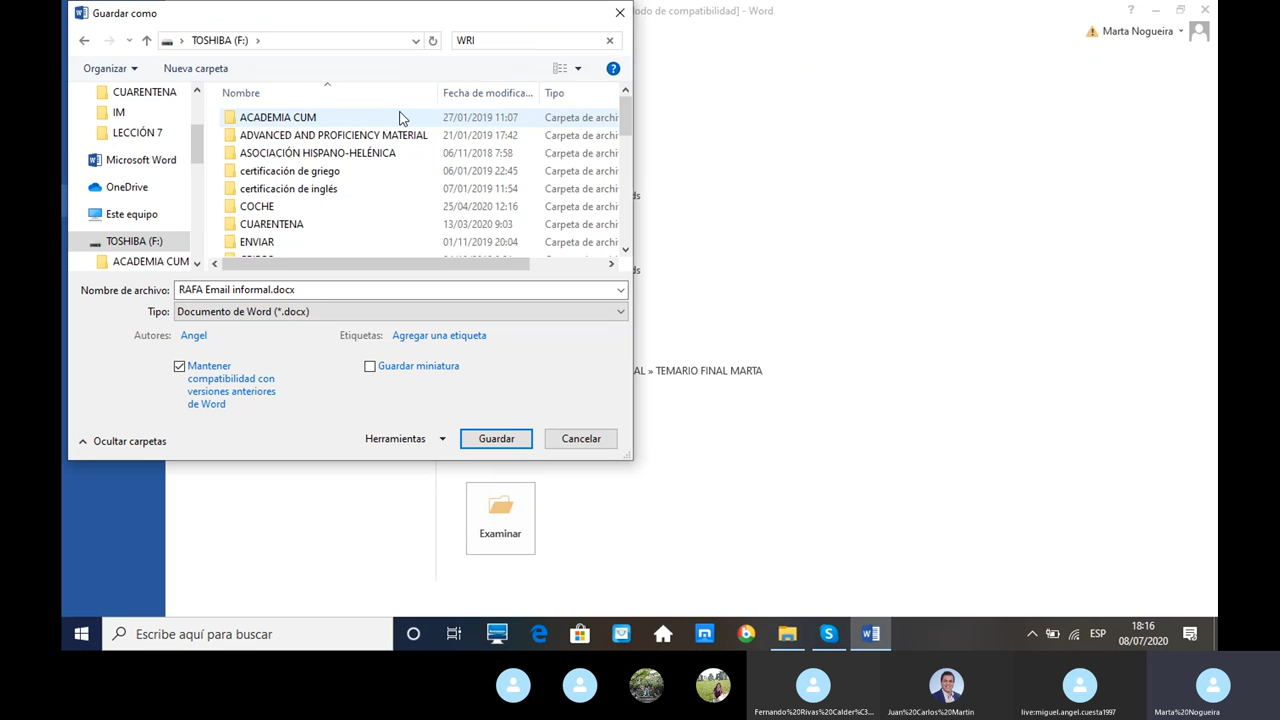 Guardar como
odo de compatibilidad] - Word
Marta Nogueira
TOSHIBA (F:)
WRI
Organizar
Nueva carpeta
CUARENTENA
IM
LECCIÓN 7
Microsoft Word
OneDrive
Este equipo
TOSHIBA (F:)
ACADEMIA CUM
Nombre
Fecha de modifica...
Tipo
ACADEMIA CUM
27/01/2019 11:07
Carpeta de archi
ADVANCED AND PROFICIENCY MATERIAL
21/01/2019 17:42
Carpeta de archi
ASOCIACIÓN HISPANO-HELÉNICA
06/11/2018 7:58
Carpeta de archi
certificación de griego
06/01/2019 22:45
Carpeta de archi
certificación de inglés
07/01/2019 11:54
Carpeta de archi
COCHE
25/04/2020 12:16
Carpeta de archi
CUARENTENA
13/03/2020 9:03
Carpeta de archi
ENVIAR
01/11/2019 20:04
Carpeta de archi
ds
ds
AL » TEMARIO FINAL MARTA
Nombre de archivo:
RAFA Email informal.docx
Tipo:
Documento de Word (*.docx)
Autores:
Angel
Etiquetas:
Agregar una etiqueta
Mantener
compatibilidad con
versiones anteriores
de Word
Guardar miniatura
Ocultar carpetas
Herramientas
Guardar
Cancelar
Examinar
Escribe aquí para buscar
ESP
18:16
08/07/2020
Fernando%20Rivas%20Calder%C3...
Juan%20Carlos%20Martin
live:miguel.angel.cuesta1997
Marta%20Nogueira